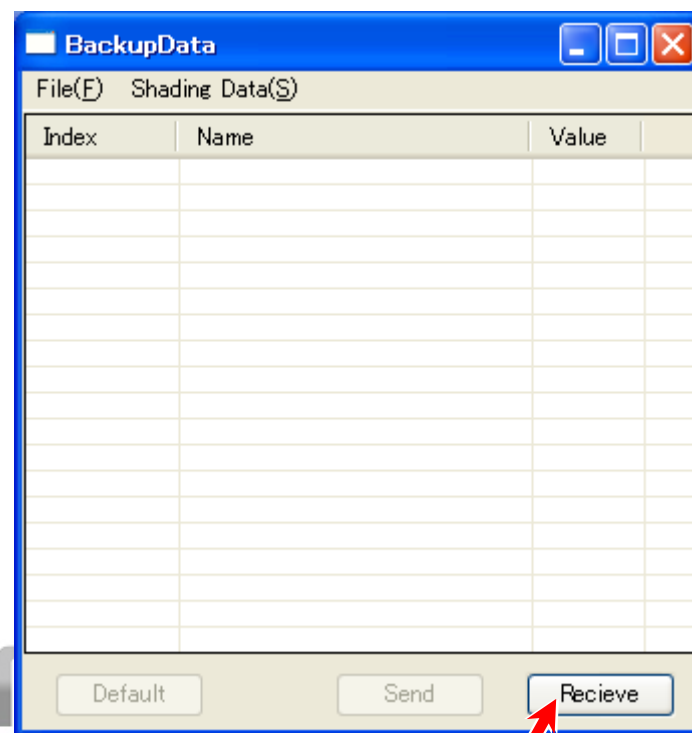 BackupData
File(F) Shading Data(S)
Index Name Value
Default Send Recieve